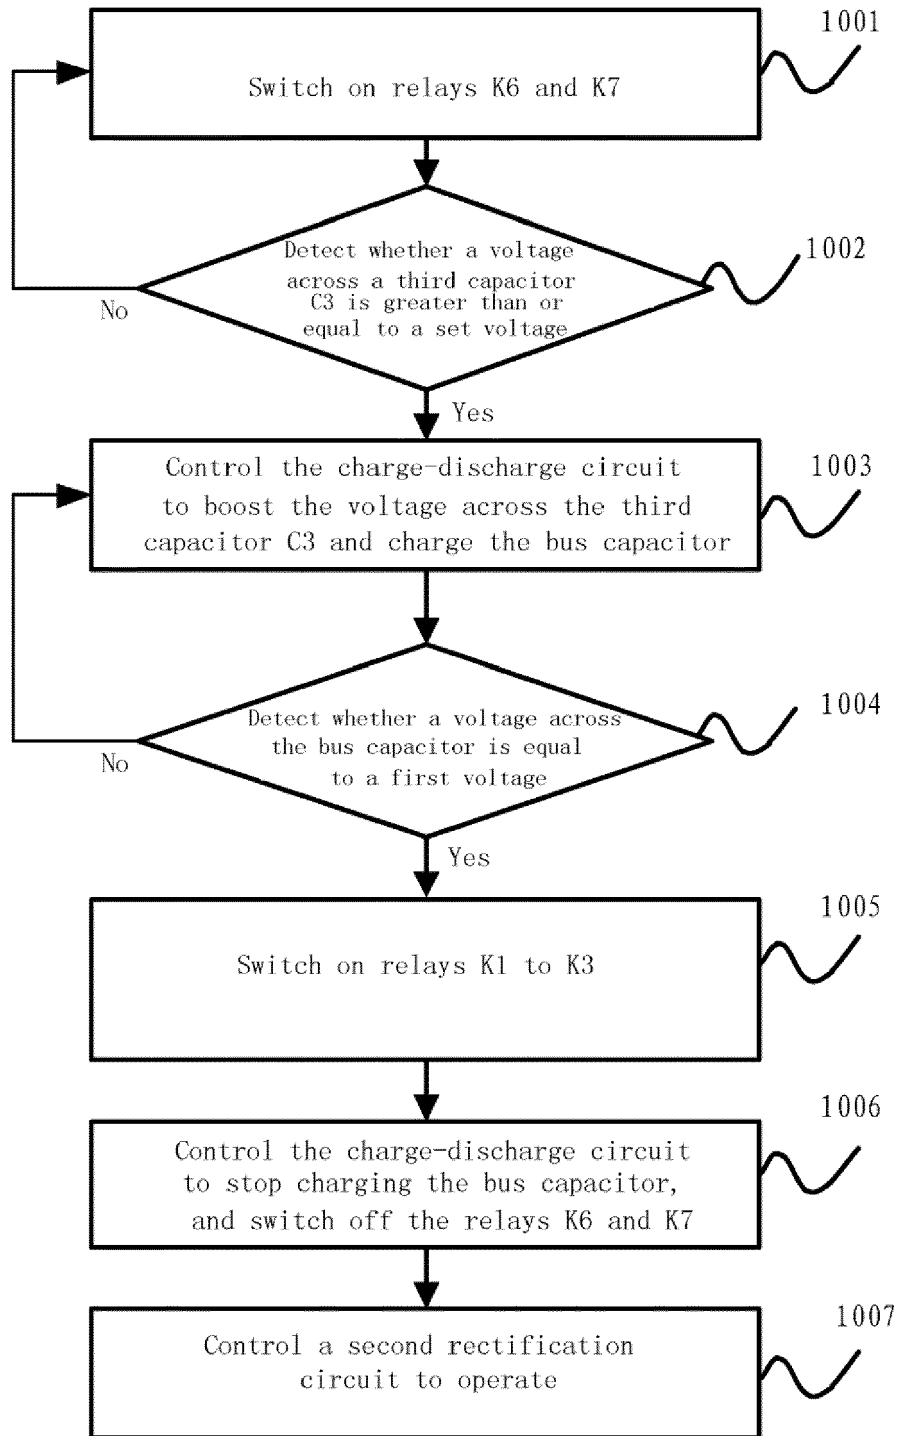 1001
Switch on relays K6 and K7
1002
Detect whether a voltage
across a third capacitor
C3 is greater than or
equal to a set voltage
No
Yes
1003
Control the charge-discharge circuit
to boost the voltage across the third
capacitor C3 and charge the bus capacitor
1004
Detect whether a voltage across
the bus capacitor is equal
to a first voltage
No
Yes
1005
Switch on relays K1 to K3
1006
Control the charge-discharge circuit
to stop charging the bus capacitor,
and switch off the relays K6 and K7
1007
Control a second rectification
circuit to operate